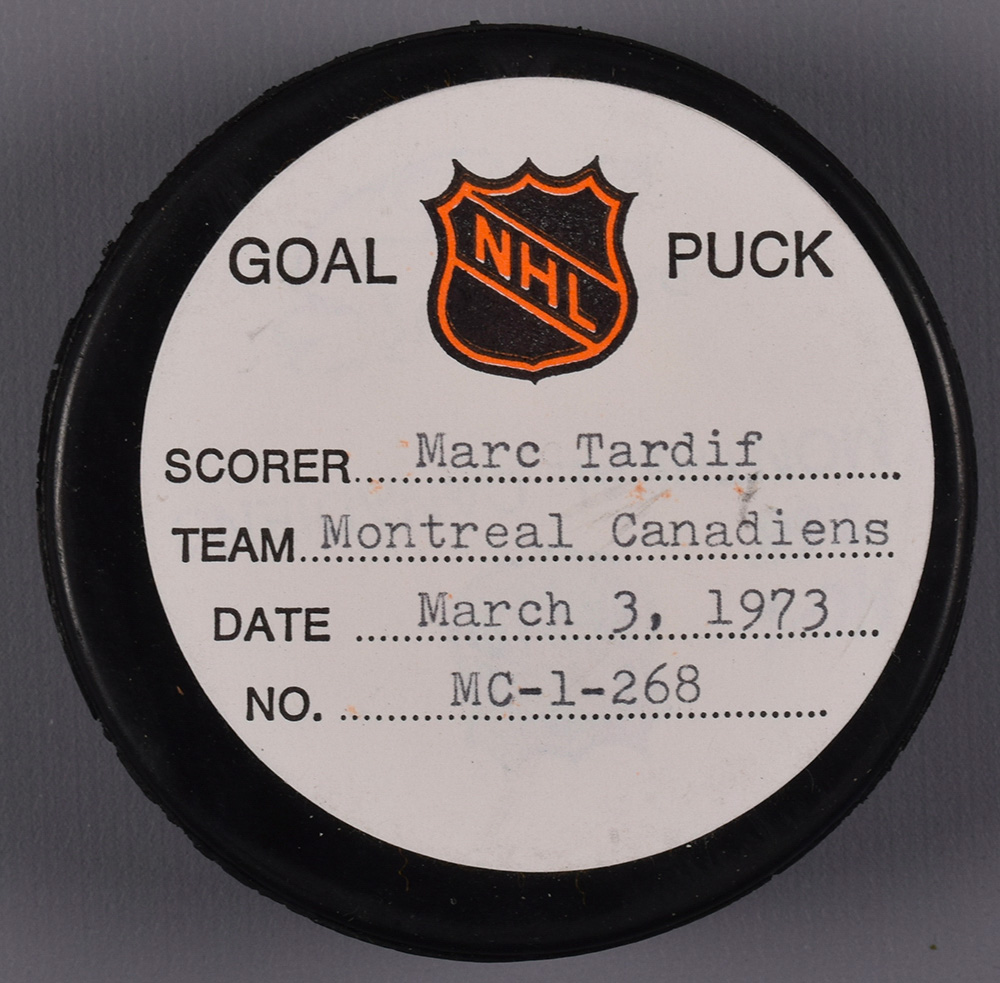 GOAL NHL PUCK
SCORER Marc Tardif
TEAM Montreal Canadiens
DATE March 3, 1973
NO. MC-1-268